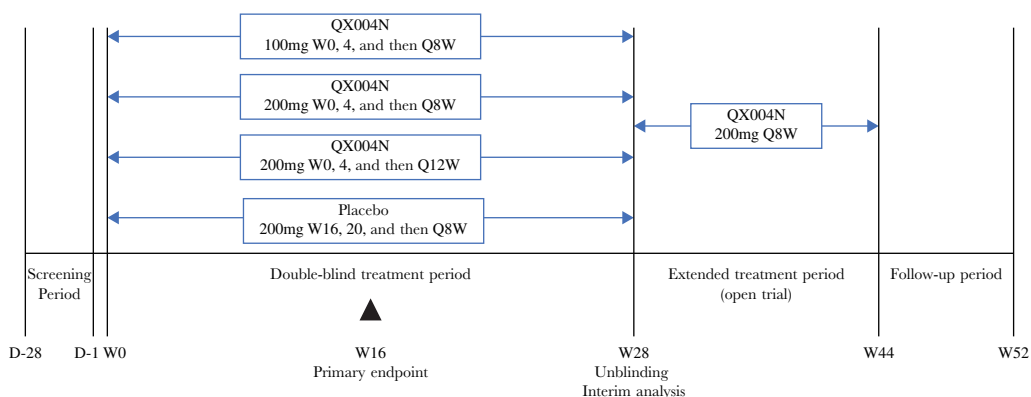 QX004N
100mg W0, 4, and then Q8W
QX004N
200mg W0, 4, and then Q8W
QX004N
200mg Q8W
QX004N
200mg W0, 4, and then Q12W
Placebo
200mg W16, 20, and then Q8W
Screening
Period
Double-blind treatment period
Extended treatment period
(open trial)
Follow-up period
D-28
D-1 W0
W16
Primary endpoint
W28
Unblinding
Interim analysis
W44
W52